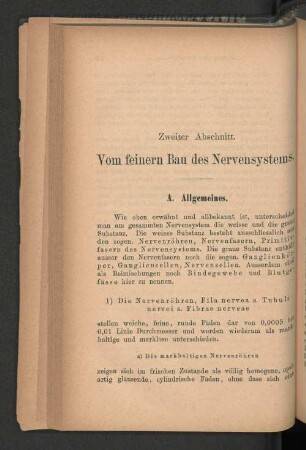 Zweiter Abschnitt.
Vom feinern Bau des Nervensystems.
A. Allgemeines.
Wie oben erwähnt und allbekannt ist, unterscheidet
man am gesammten Nervensystem die weisse und die graue
Substanz. Die weisse Substanz besteht ausschliesslich aus
den sogen. Nervenröhren, Nervenfasern, Primitiv-
fasern des Nervensystems. Die graue Substanz enthält
ausser den Nervenfasern noch die sogen. Ganglienkör-
per, Ganglienzellen, Nervenzellen. Ausserdem sind
als Beimischungen noch Bindegewebe und Blutge-
fässe hier zu nennen.
1) Die Nervenröhren, Fila nervea s. Tubuli
nervei s. Fibrae nerveae
stellen weiche, feine, runde Fäden dar von 0,0005 bis
0,01 Linie Durchmesser und werden wiederum als mark-
haltige und marklose unterschieden.
a) Die markhaltigen Nervenröhren
zeigen sich im frischen Zustande als völlig homogene,
artig glänzende, cylindrische Fäden, ohne dass sich